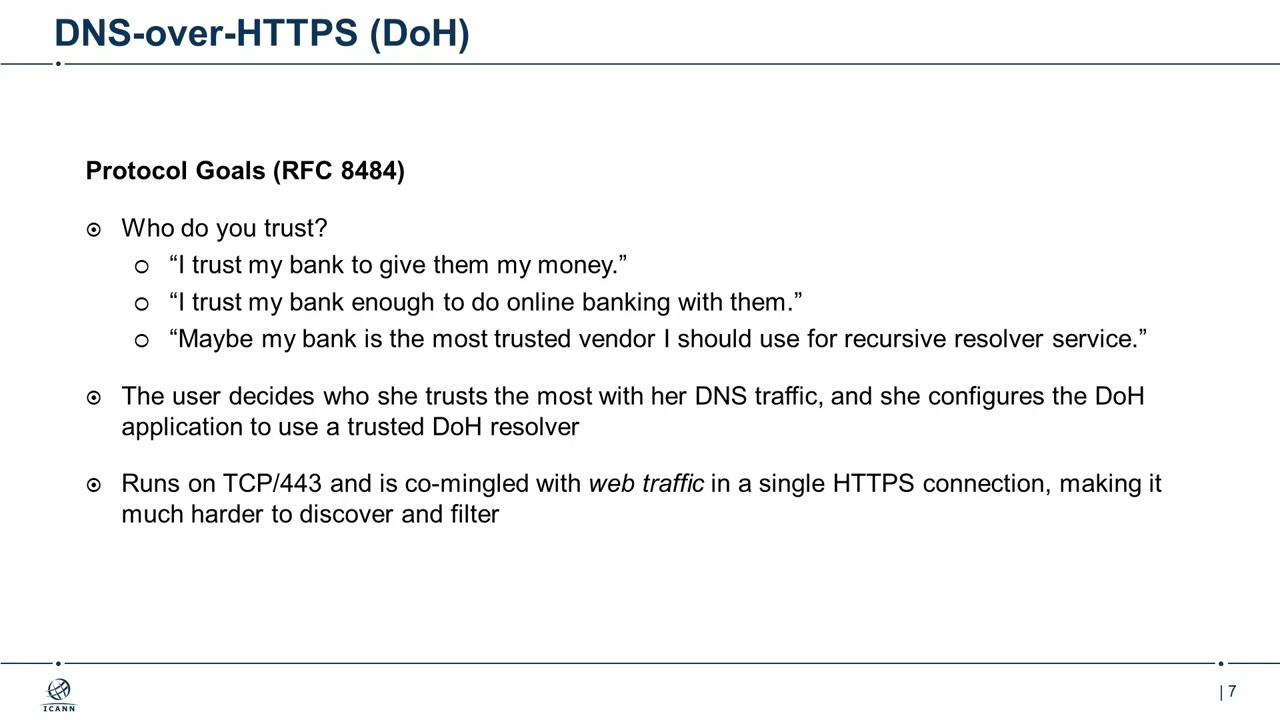 DNS-over-HTTPS (DoH)
Protocol Goals (RFC 8484)
Who do you trust?
“I trust my bank to give them my money.”
“I trust my bank enough to do online banking with them.”
“Maybe my bank is the most trusted vendor I should use for recursive resolver service.”
The user decides who she trusts the most with her DNS traffic, and she configures the DoH
application to use a trusted DoH resolver
Runs on TCP/443 and is co-mingled with web traffic in a single HTTPS connection, making it
much harder to discover and filter
ICANN
| 7